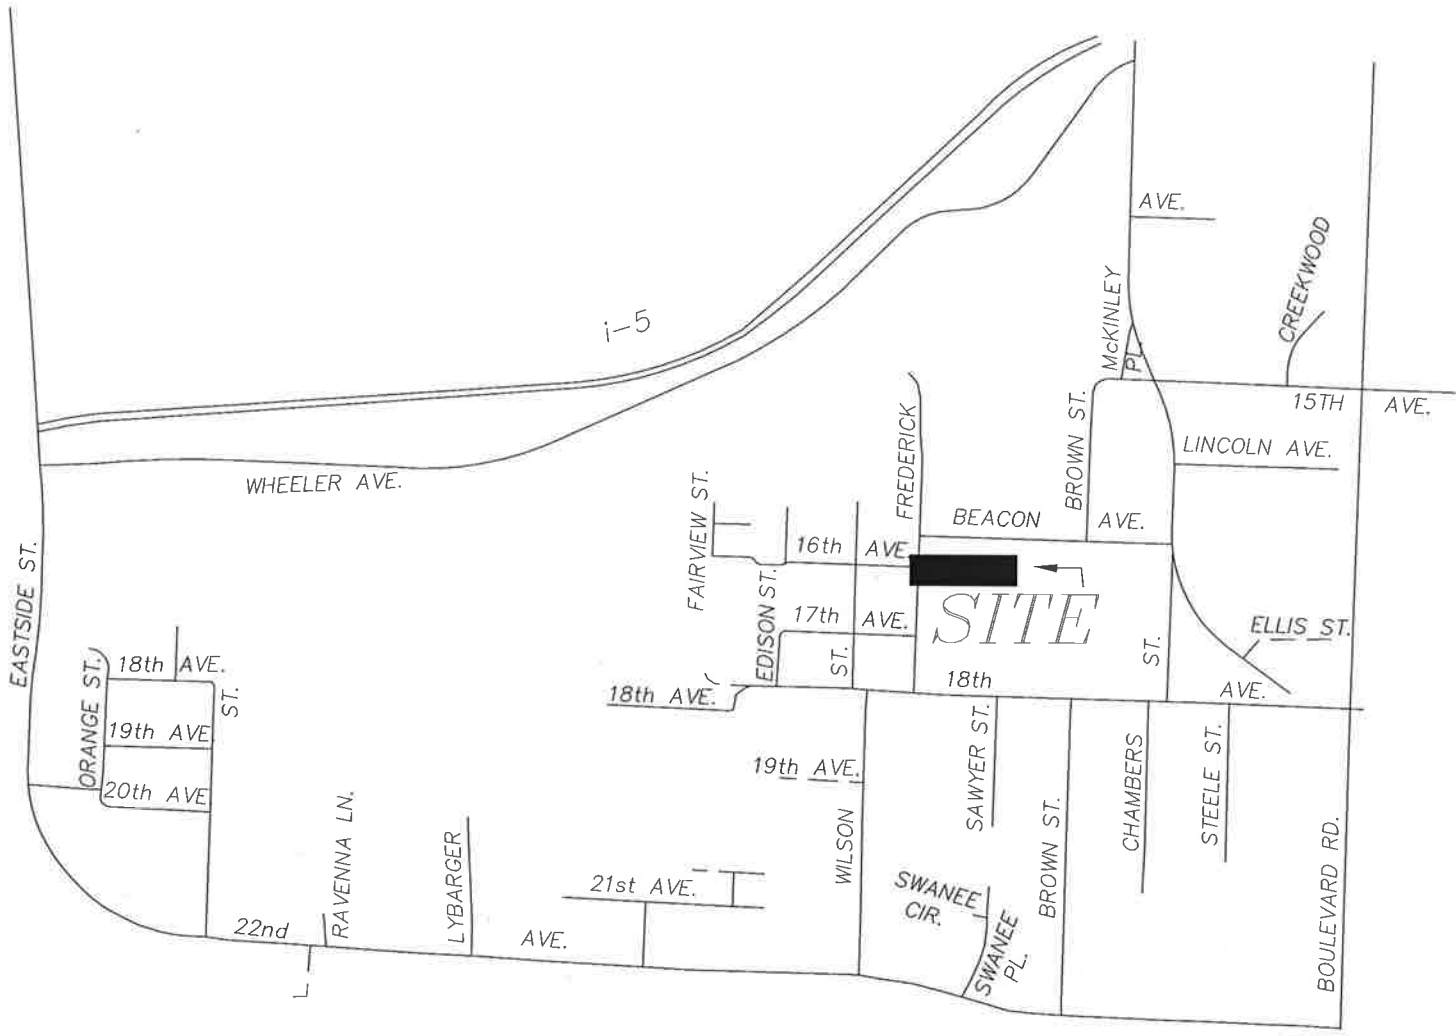 AVE.
CREEKWOOD
McKINLEY
PL.
i-5
15TH AVE.
BROWN ST.
FREDERICK
LINCOLN AVE.
WHEELER AVE.
FAIRVIEW ST.
BEACON AVE.
16th AVE.
EASTSIDE ST.
EDISON ST.
17th AVE.
SITE
ELLIS ST.
ST.
ST.
ORANGE ST.
18th AVE.
ST.
18th AVE.
18th AVE.
19th AVE
19th AVE.
SAWYER ST.
20th AVE
CHAMBERS
STEELE ST.
RAVENNA LN.
LYBARGER
WILSON
BROWN ST.
BOULEVARD RD.
21st AVE.
SWANEE
CIR.
22nd AVE.
SWANEE
PL.